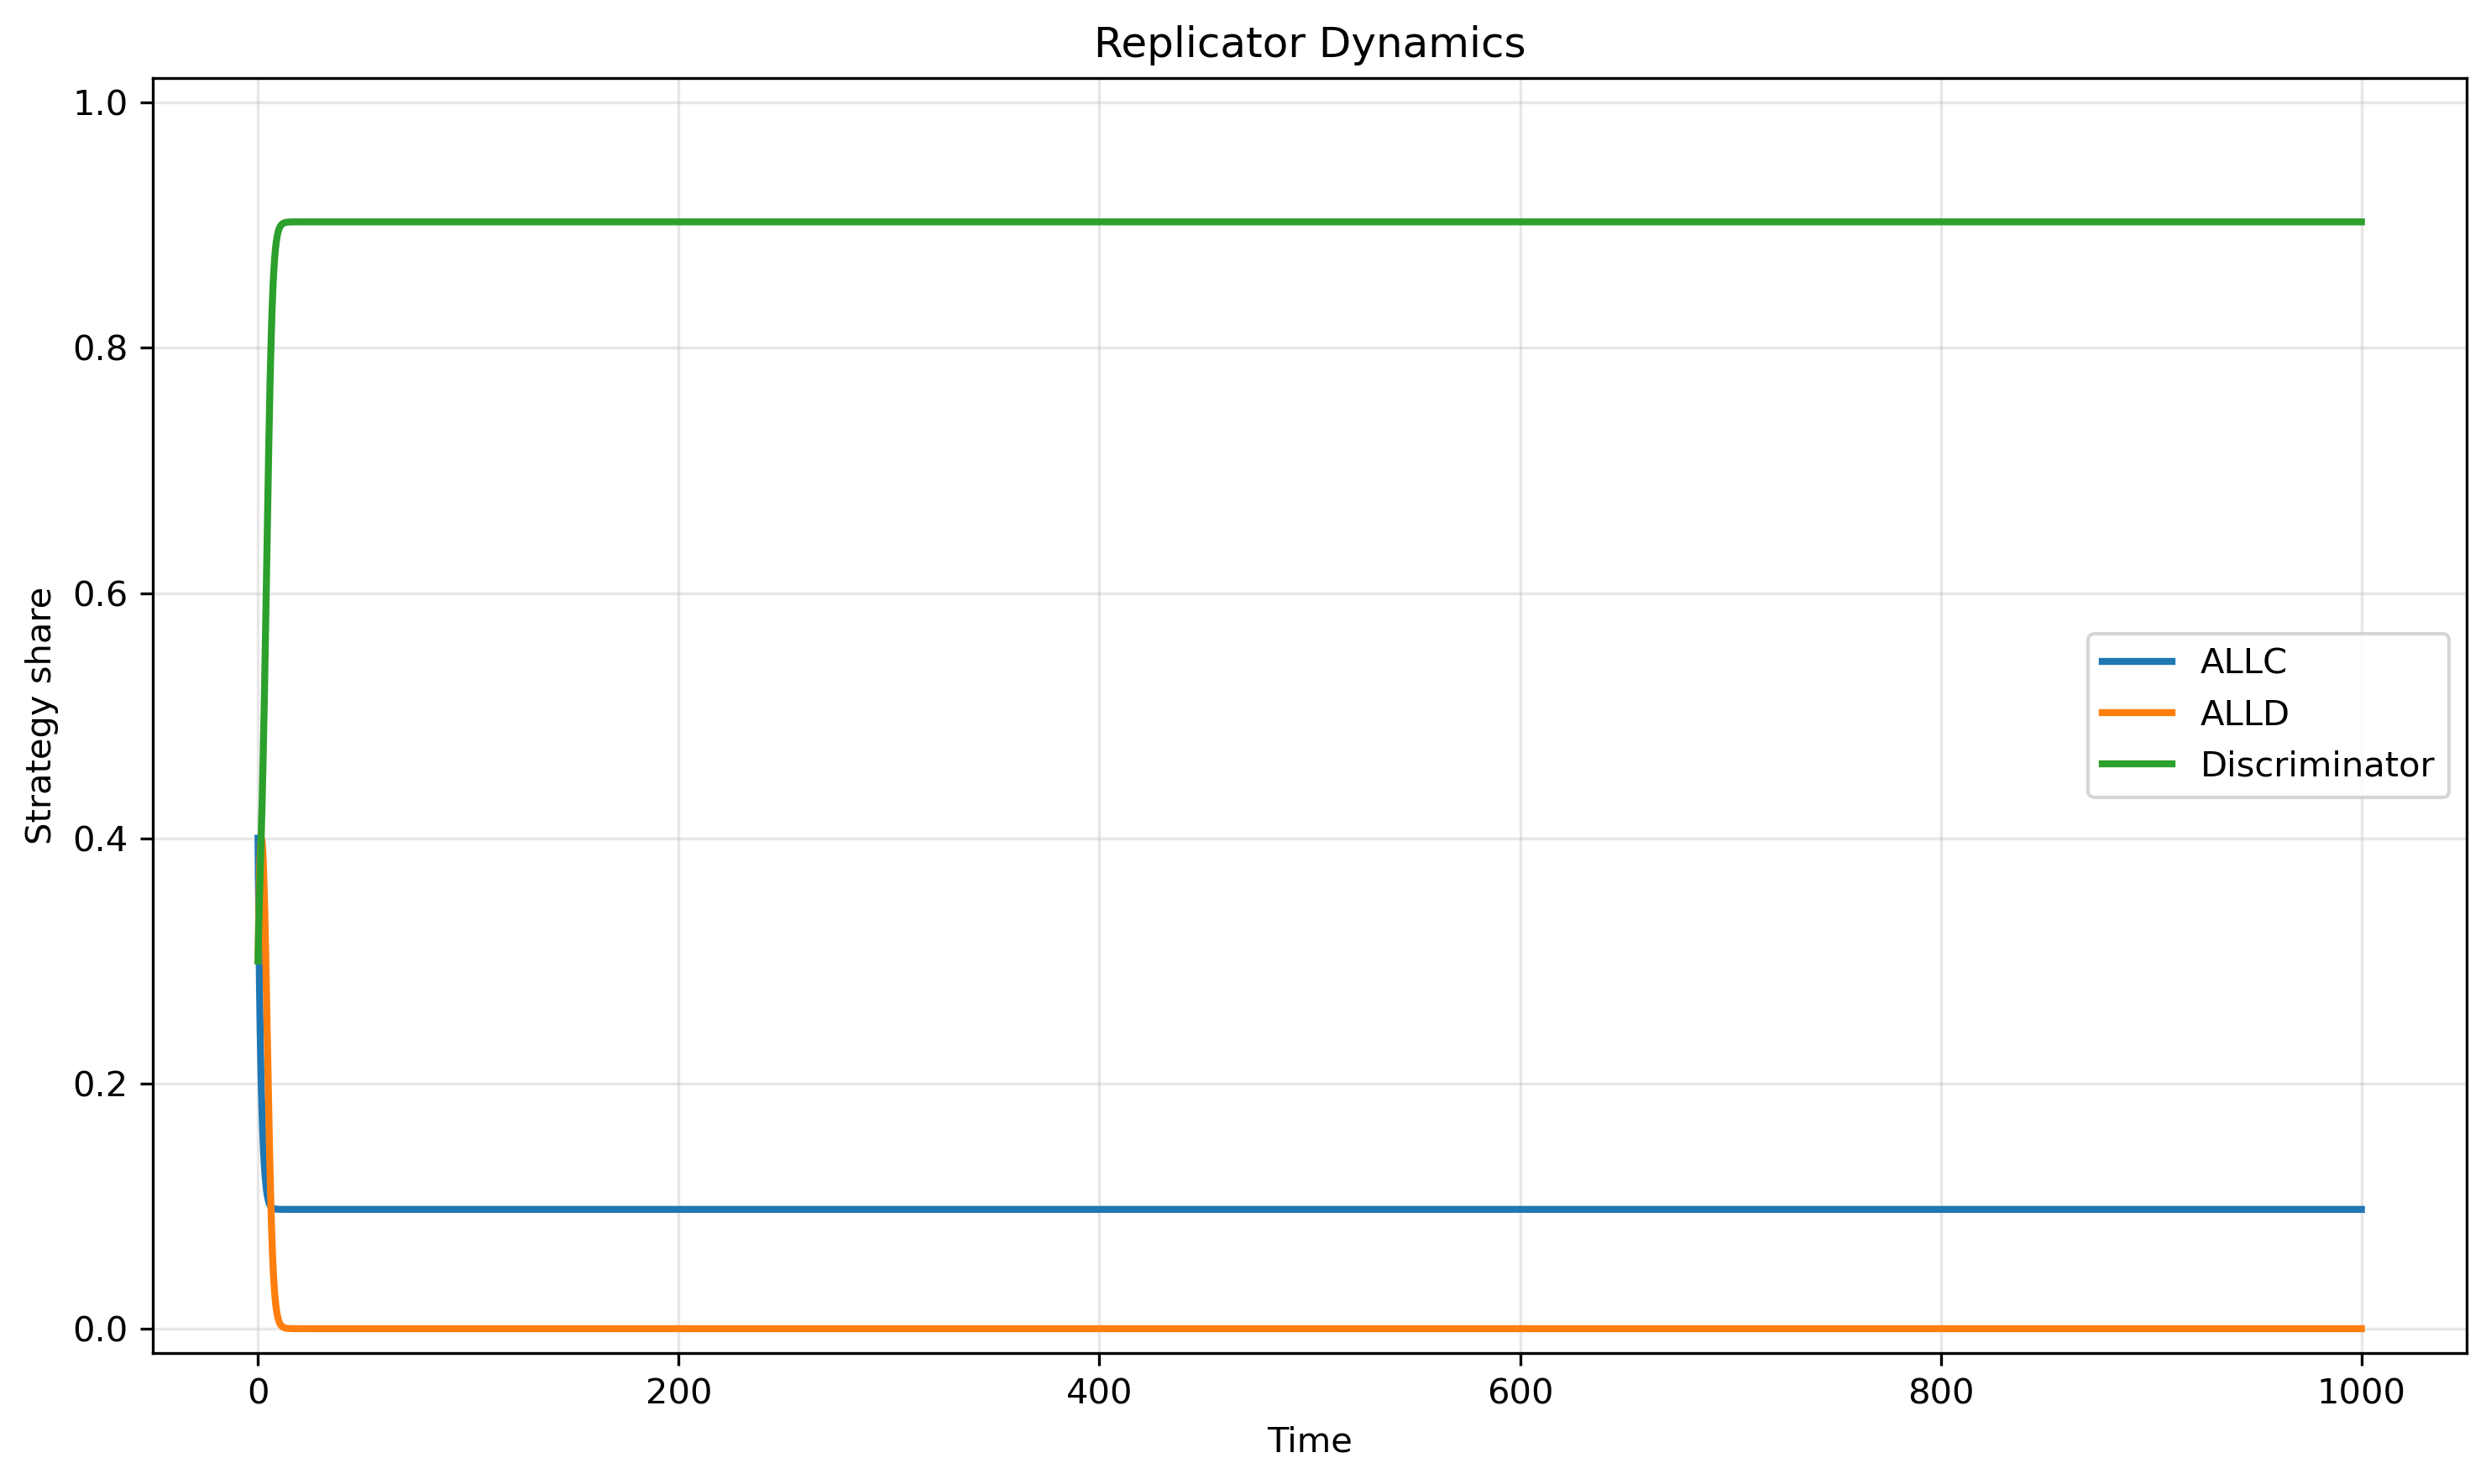 Replicator Dynamics
1.0
0.8
0.6
0.4
0.2
0.0
Strategy share
ALLC
ALLD
Discriminator
0 200 400 600 800 1000
Time